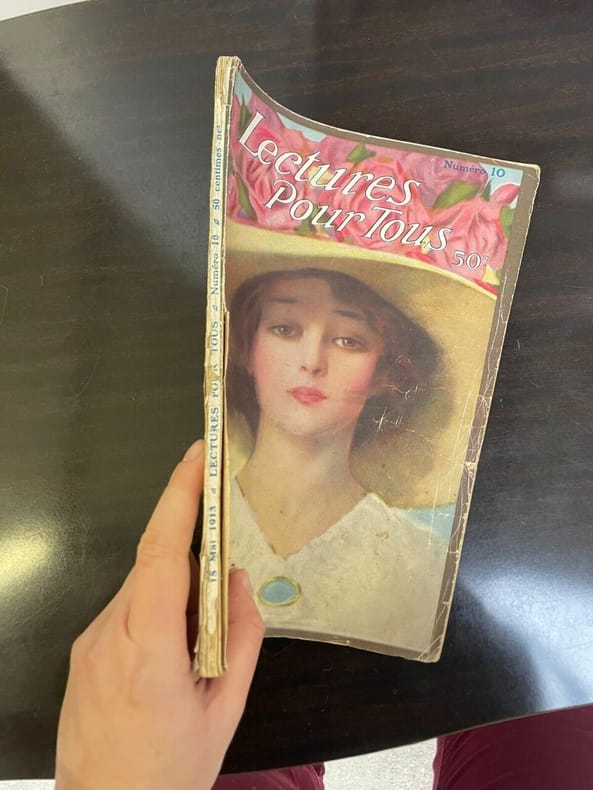 Lectures
Pour Tous
Numéro 10
50c
15 Mai 1913 LECTURES POUR TOUS Numéro 10 50 centimes net